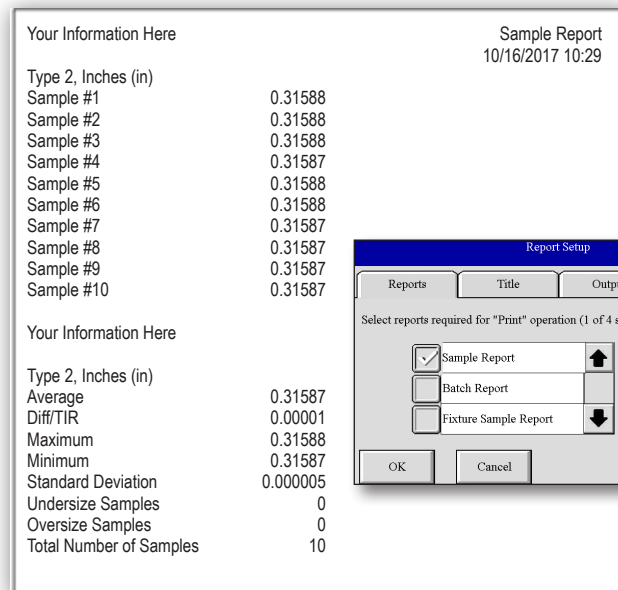 Your Information Here Sample Report
10/16/2017 10:29
Type 2, Inches (in)
Sample #1 0.31588
Sample #2 0.31588
Sample #3 0.31588
Sample #4 0.31587
Sample #5 0.31588
Sample #6 0.31588
Sample #7 0.31587
Sample #8 0.31587
Sample #9 0.31587
Sample #10 0.31587
Your Information Here
Type 2, Inches (in)
Average 0.31587
Diff/TIR 0.00001
Maximum 0.31588
Minimum 0.31587
Standard Deviation 0.000005
Undersize Samples 0
Oversize Samples 0
Total Number of Samples 10
Report Setup
Reports Title Outpu
Select reports required for "Print" operation (1 of 4 s
Sample Report
Batch Report
Fixture Sample Report
OK Cancel